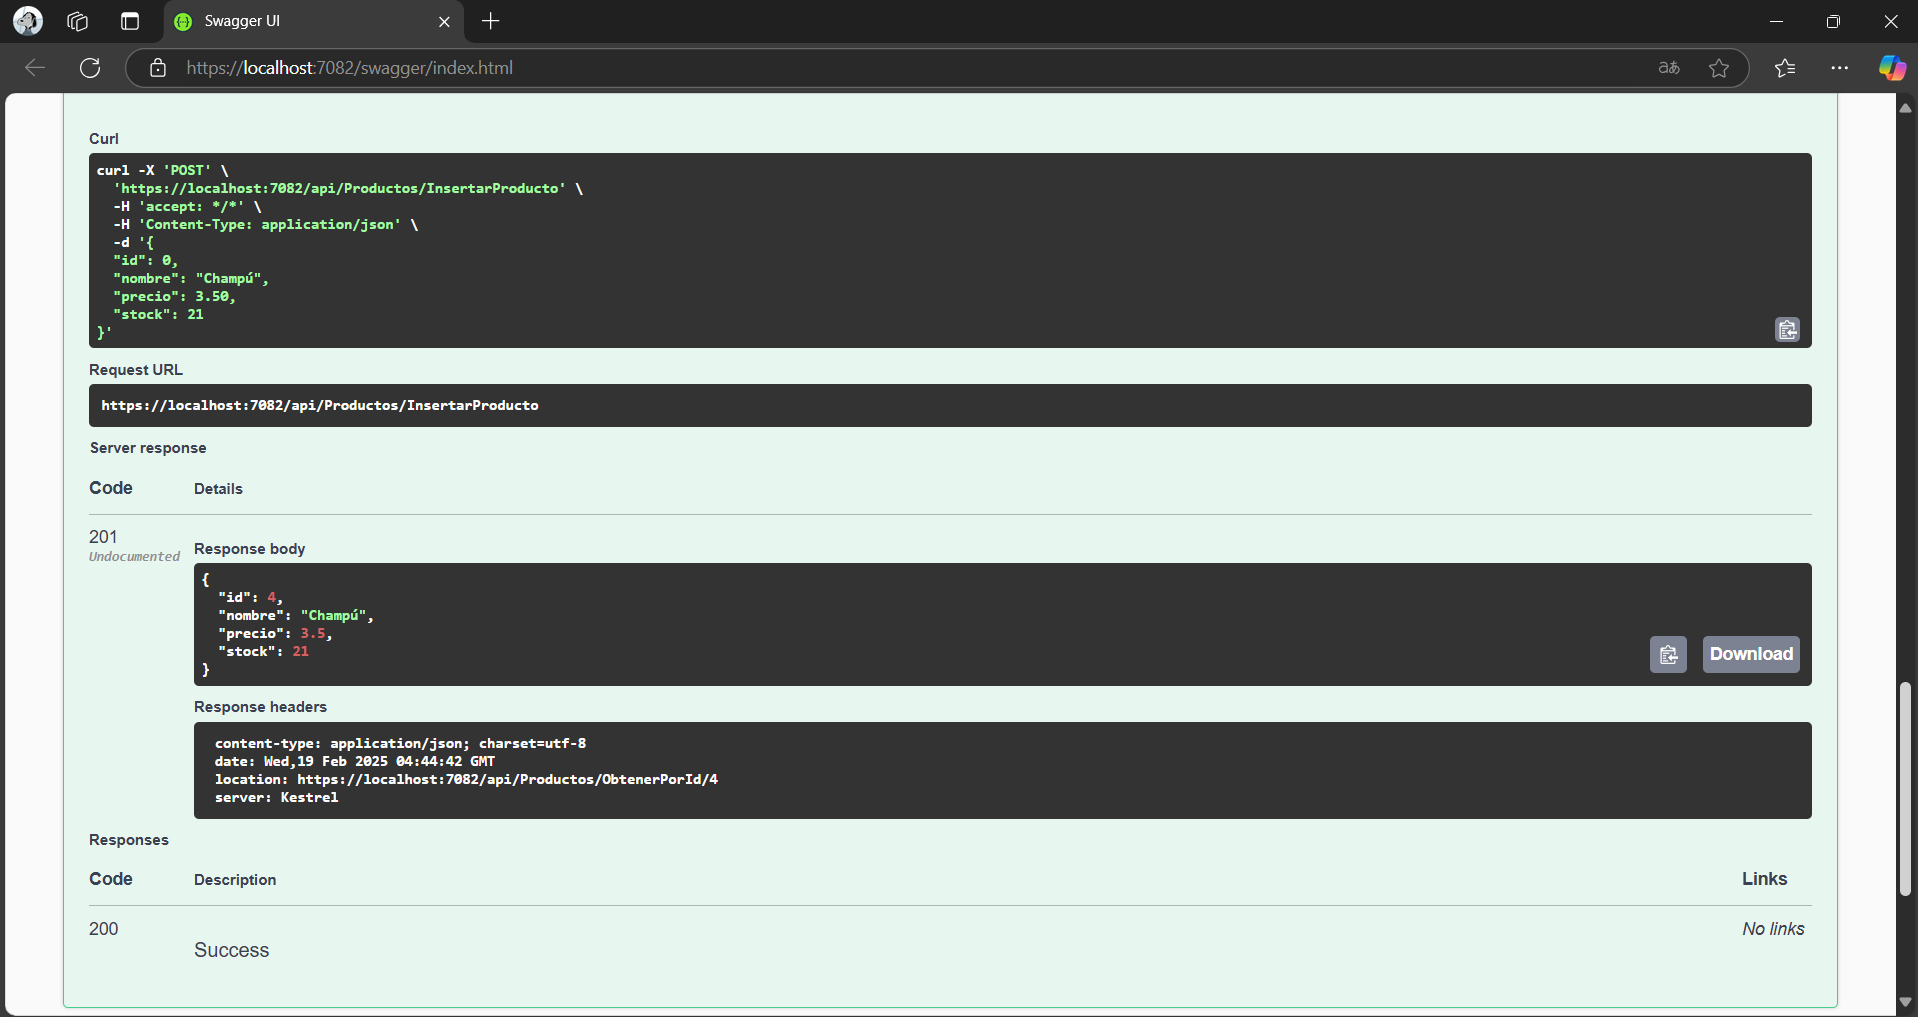 Swagger UI
https://localhost:7082/swagger/index.html
aあ
Curl
curl -X 'POST' \
'https://localhost:7082/api/Productos/InsertarProducto' \
-H 'accept: */*' \
-H 'Content-Type: application/json' \
-d '{
"id": 0,
"nombre": "Champú",
"precio": 3.50,
"stock": 21
}'
Request URL
https://localhost:7082/api/Productos/InsertarProducto
Server response
Code Details
201
Undocumented
Response body
{
"id": 4,
"nombre": "Champú",
"precio": 3.5,
"stock": 21
}
Download
Response headers
content-type: application/json; charset=utf-8
date: Wed,19 Feb 2025 04:44:42 GMT
location: https://localhost:7082/api/Productos/ObtenerPorId/4
server: Kestrel
Responses
Code Description Links
200 No links
Success